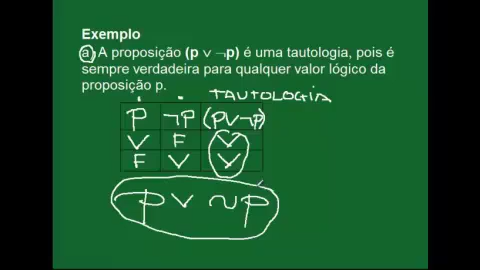 Exemplo
a) A proposição (p ∨ ¬p) é uma tautologia, pois é
sempre verdadeira para qualquer valor lógico da
proposição p.
TAUTOLOGIA
P ¬P (P∨¬P)
V F V
F V V
p ∨ ~p